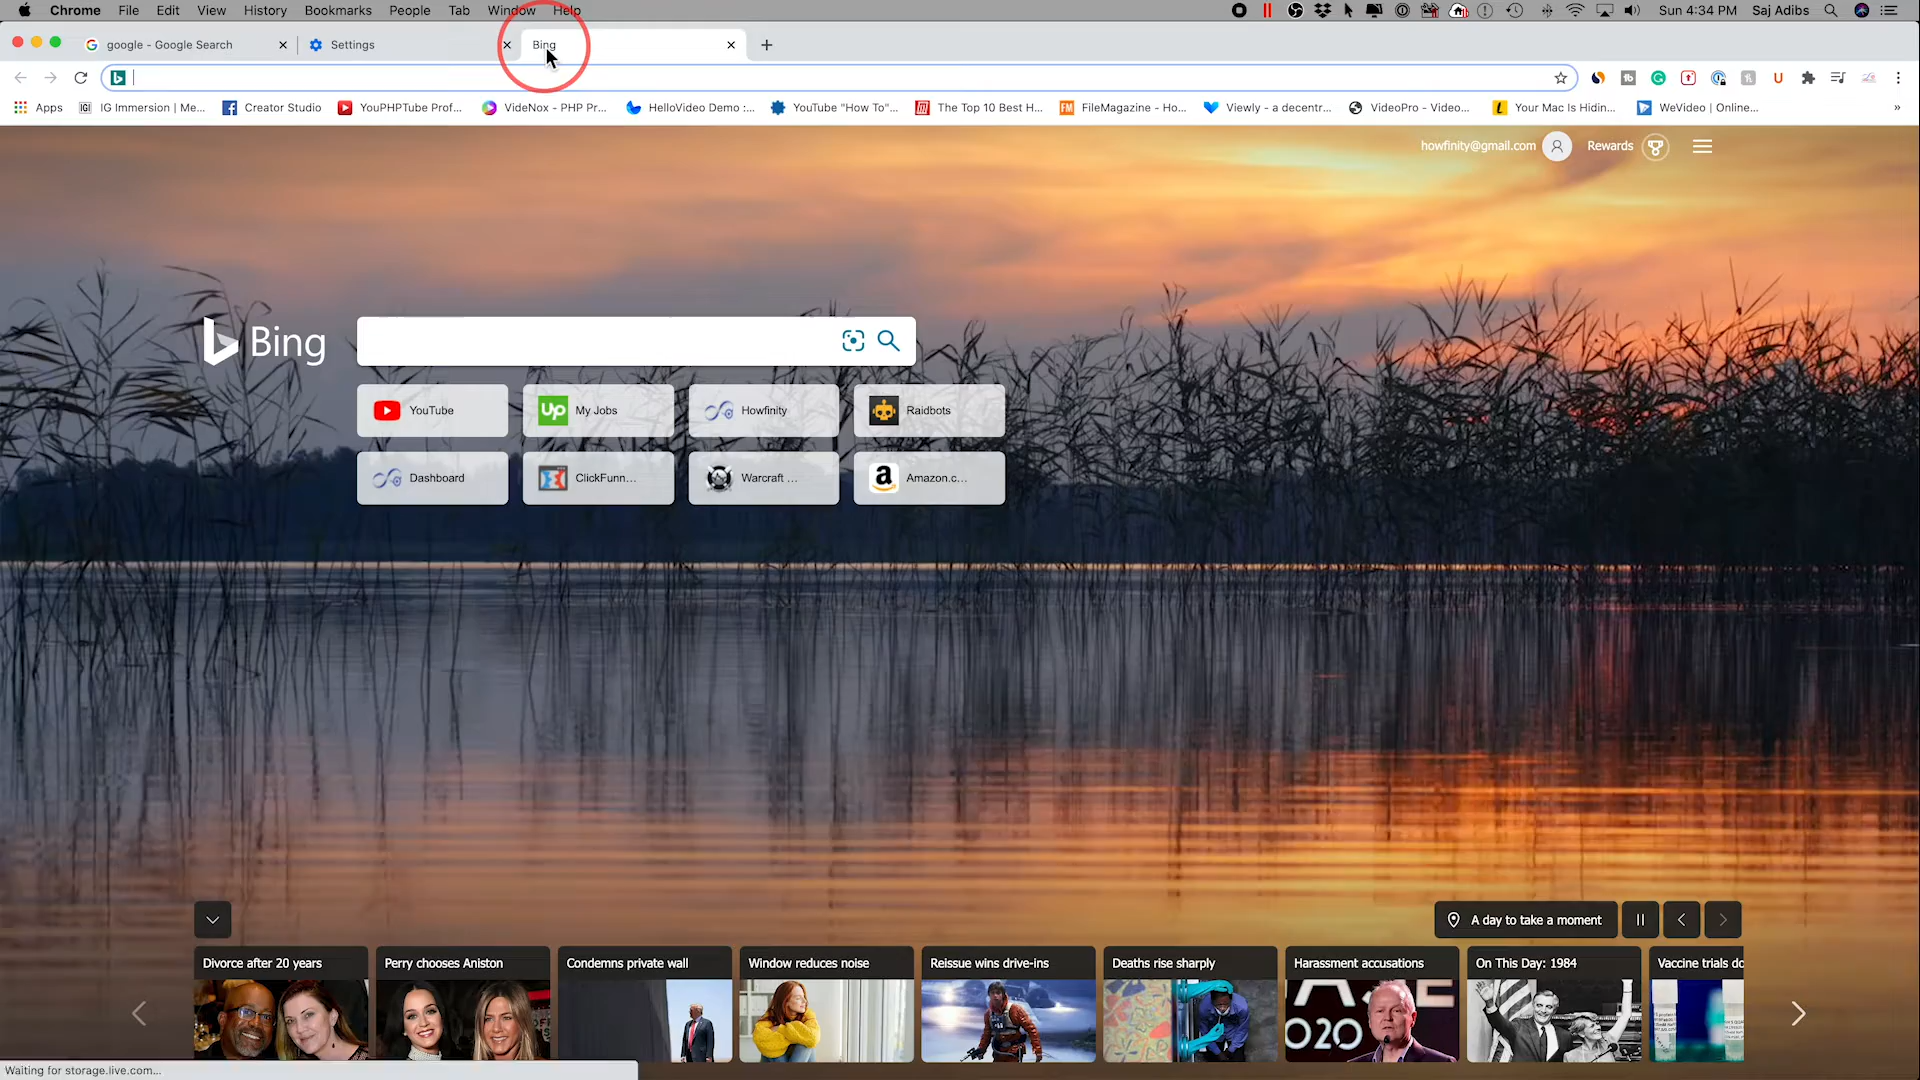 Chrome File Edit View History Bookmarks People Tab Window Help Sun 4:34 PM Saj Adibs
google - Google Search Settings Bing
Apps IG Immersion | Me... Creator Studio YouPHPTube Prof... VideNox - PHP Pr... HelloVideo Demo :... YouTube "How To"... The Top 10 Best H... FileMagazine - Ho... Viewly - a decentr... VideoPro - Video... Your Mac Is Hidin... WeVideo | Online... »
howfinity@gmail.com Rewards
Bing
YouTube My Jobs Howfinity Raidbots
Dashboard ClickFunn... Warcraft ... Amazon.c...
A day to take a moment
Divorce after 20 years Perry chooses Aniston Condemns private wall Window reduces noise Reissue wins drive-ins Deaths rise sharply Harassment accusations On This Day: 1984 Vaccine trials do
Waiting for storage.live.com...